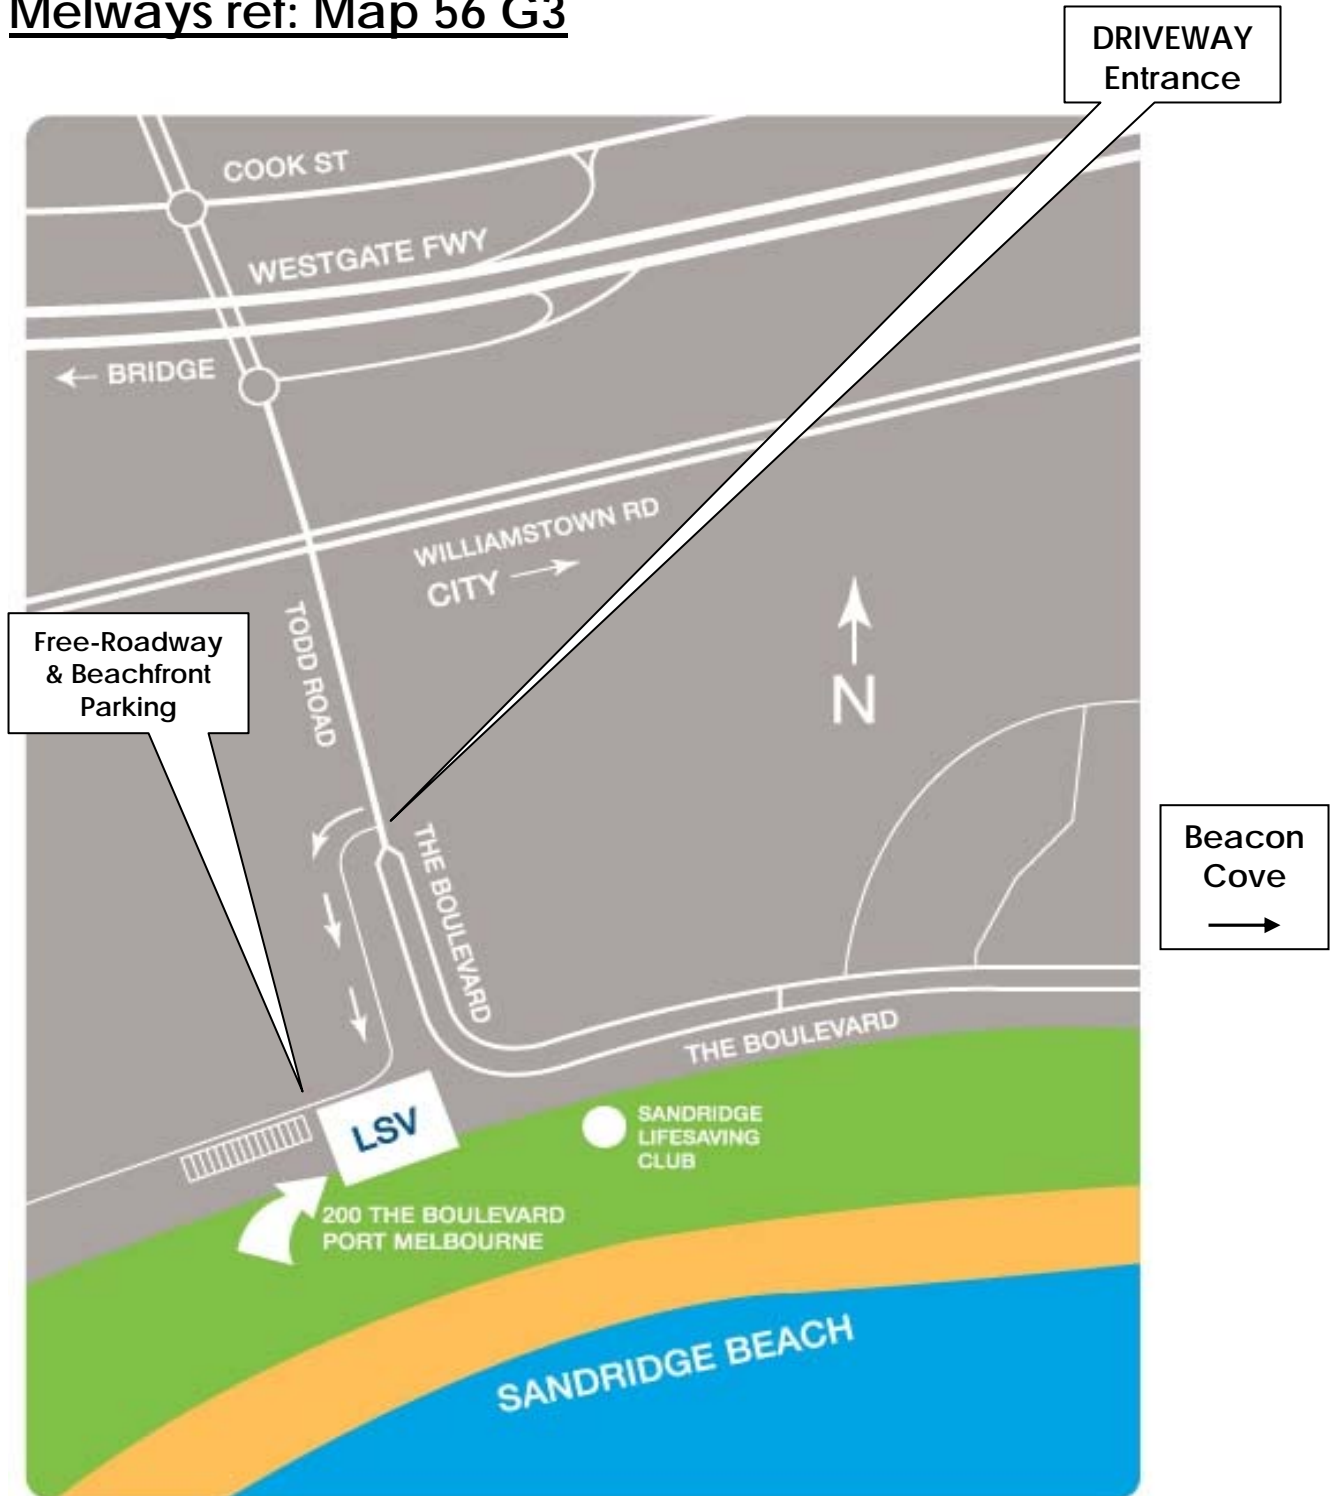 Melways ref: Map 56 G3
DRIVEWAY
Entrance
COOK ST
WESTGATE FWY
BRIDGE
WILLIAMSTOWN RD
CITY
TODD ROAD
Free-Roadway
& Beachfront
Parking
N
THE BOULEVARD
Beacon
Cove
THE BOULEVARD
LSV
SANDRIDGE
LIFESAVING
CLUB
200 THE BOULEVARD
PORT MELBOURNE
SANDRIDGE BEACH